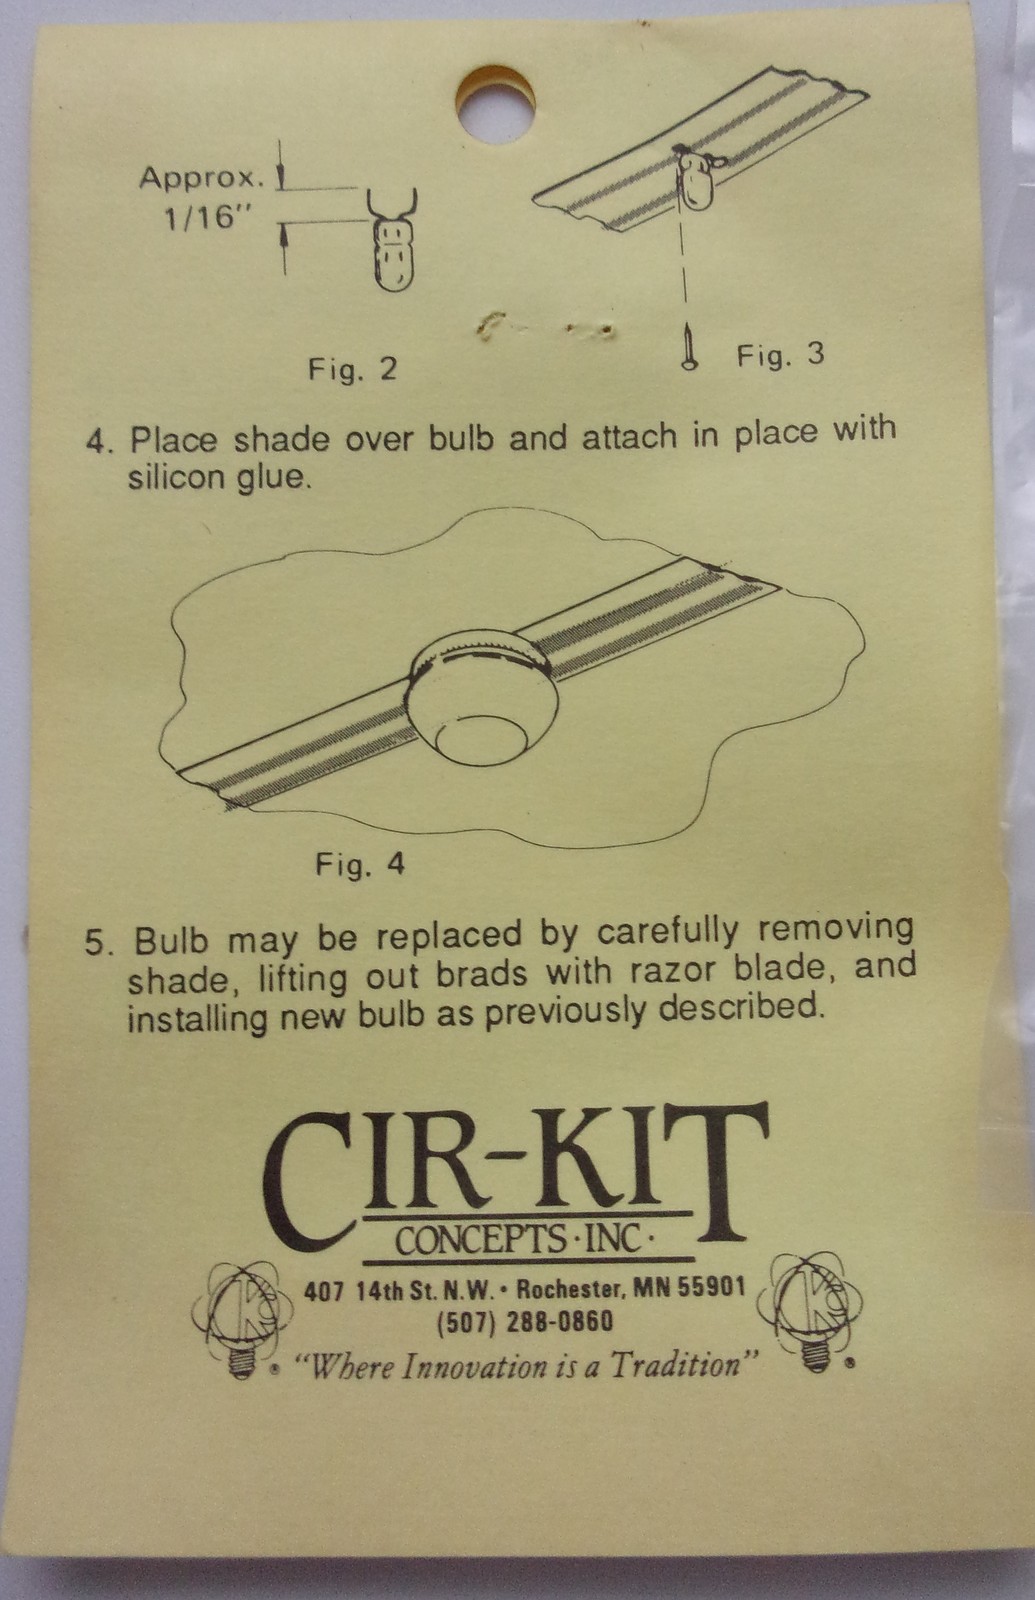 Approx.
1/16"
Fig. 2
Fig. 3
4. Place shade over bulb and attach in place with
silicon glue.
Fig. 4
5. Bulb may be replaced by carefully removing
shade, lifting out brads with razor blade, and
installing new bulb as previously described.
CIR-KIT
CONCEPTS·INC·
407 14th St. N.W. • Rochester, MN 55901
(507) 288-0860
® "Where Innovation is a Tradition" ®